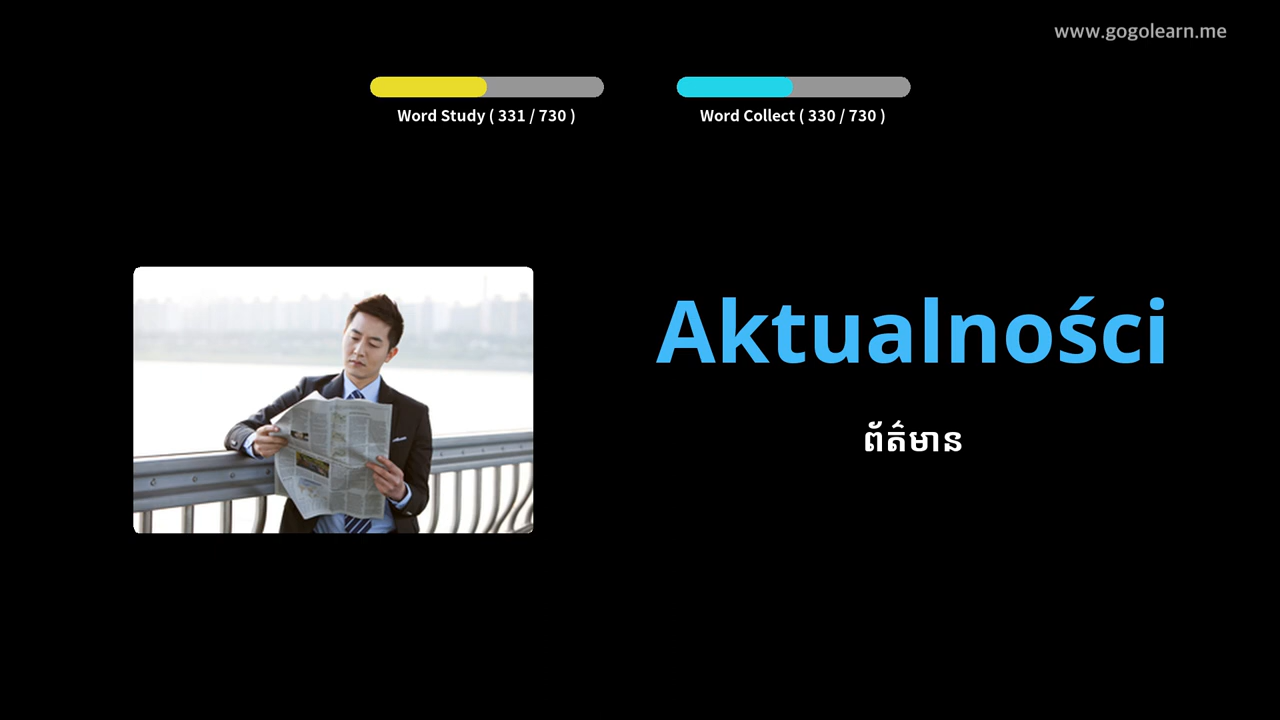 www.gogolearn.me
Word Study ( 331 / 730 )
Word Collect ( 330 / 730 )
Aktualności
ព័ត៌មាន